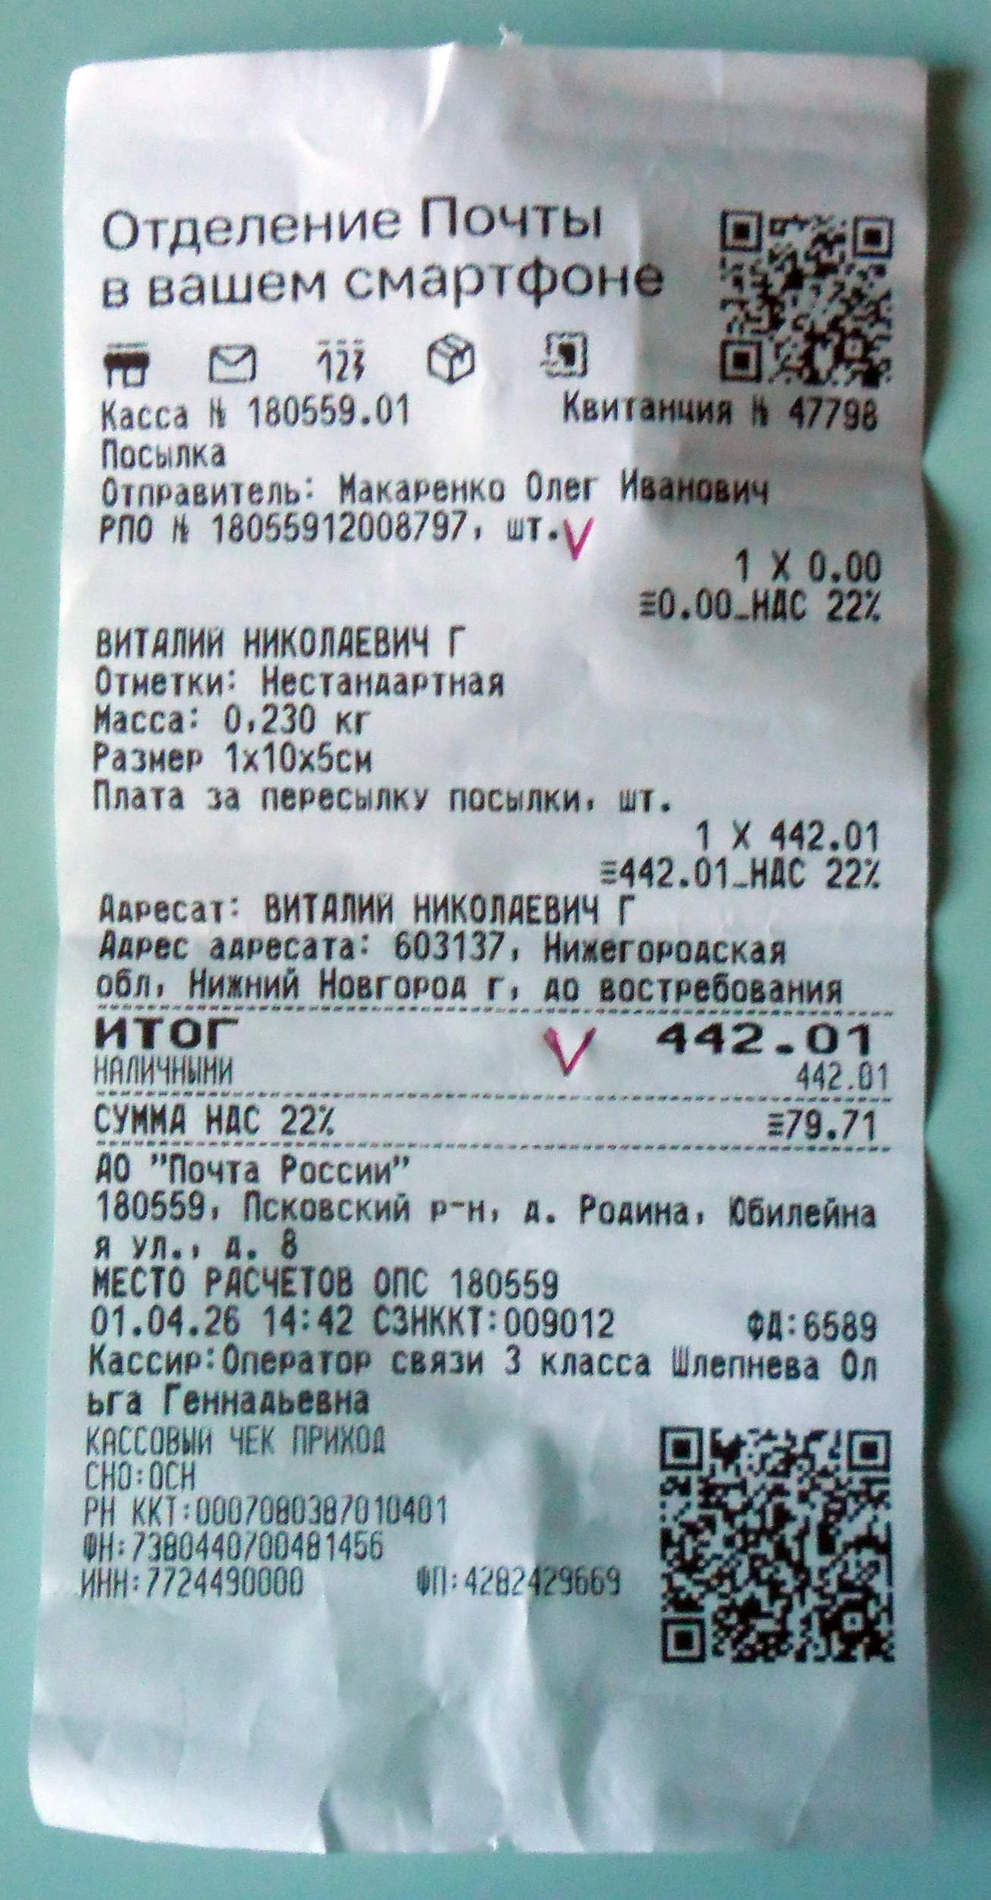 Отделение Почты
в вашем смартфоне
123
Касса № 180559.01 Квитанция № 47798
Посылка
Отправитель: Макаренко Олег Иванович
РПО № 18055912008797, шт.
1 X 0.00
≡0.00_НДС 22%
ВИТАЛИЙ НИКОЛАЕВИЧ Г
Отметки: Нестандартная
Масса: 0,230 кг
Размер 1x10x5см
Плата за пересылку посылки, шт.
1 X 442.01
≡442.01_НДС 22%
Адресат: ВИТАЛИЙ НИКОЛАЕВИЧ Г
Адрес адресата: 603137, Нижегородская
обл, Нижний Новгород г, до востребования
ИТОГ 442.01
НАЛИЧНЫМИ 442.01
СУММА НДС 22% ≡79.71
АО "Почта России"
180559, Псковский р-н, д. Родина, Юбилейна
я ул., д. 8
МЕСТО РАСЧЕТОВ ОПС 180559
01.04.26 14:42 СЗНККТ:009012 ФД:6589
Кассир:Оператор связи 3 класса Шлепнева Ол
ьга Геннадьевна
КАССОВЫЙ ЧЕК ПРИХОД
СНО:ОСН
РН ККТ:0007080387010401
ФН:7380440700481456
ИНН:7724490000 ФП:4282429669